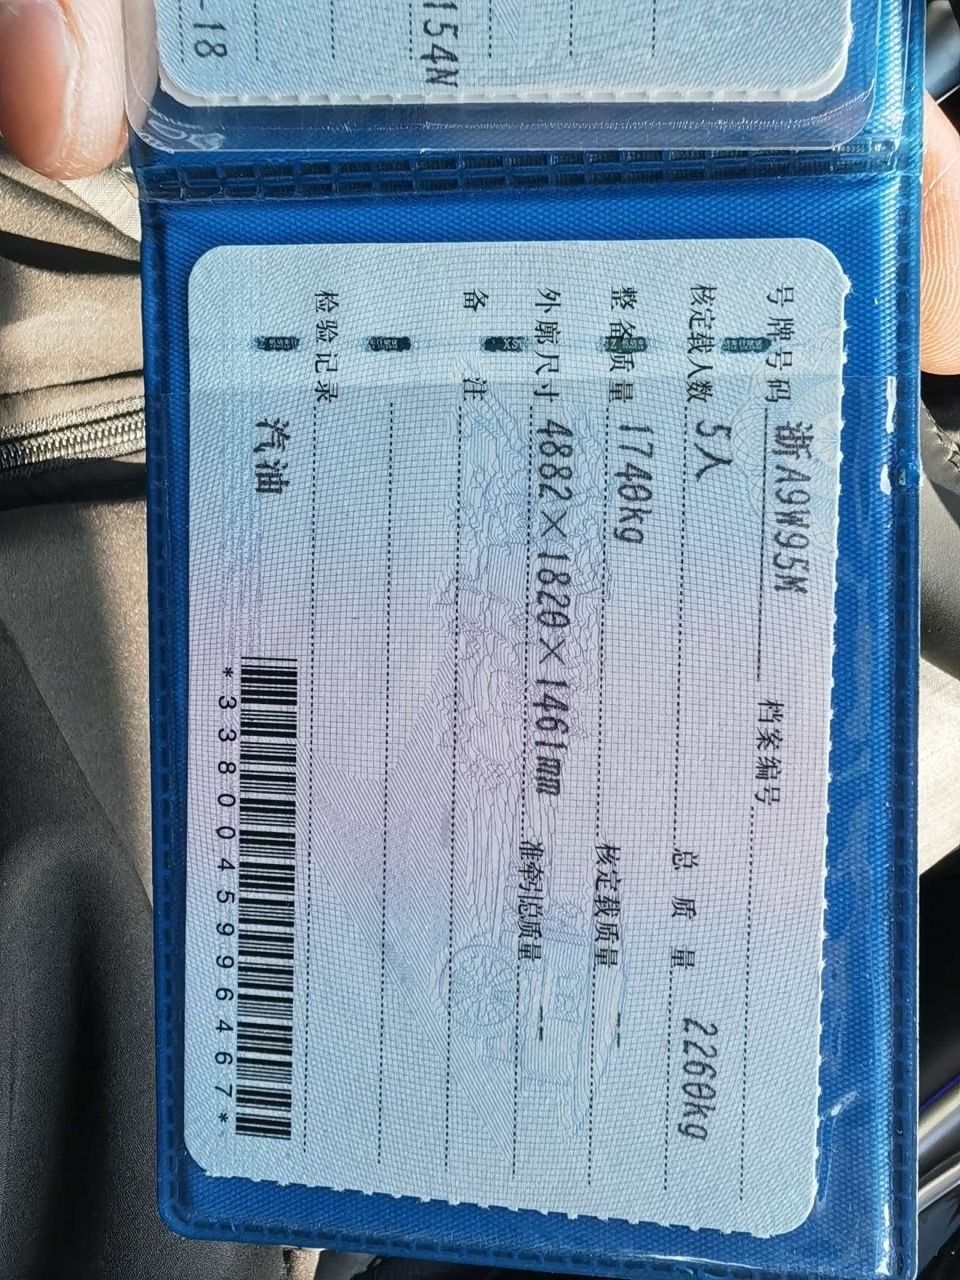 154N
-18
号牌号码 浙A9W95M 档案编号
核定载人数 5人 总质量 2260kg
整备质量 1740kg 核定载质量 --
外廓尺寸 4882×1820×1461mm 准牵引总质量 --
备注
检验记录
汽油
*3380045996467*